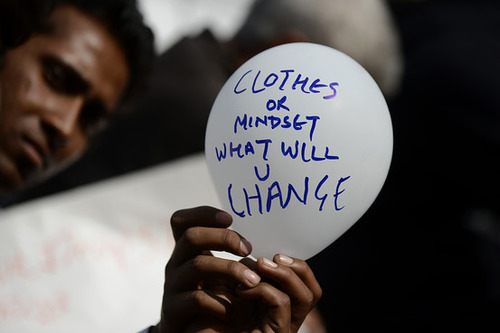 CLOTHES
OR
MINDSET
WHAT WILL
U
CHANGE